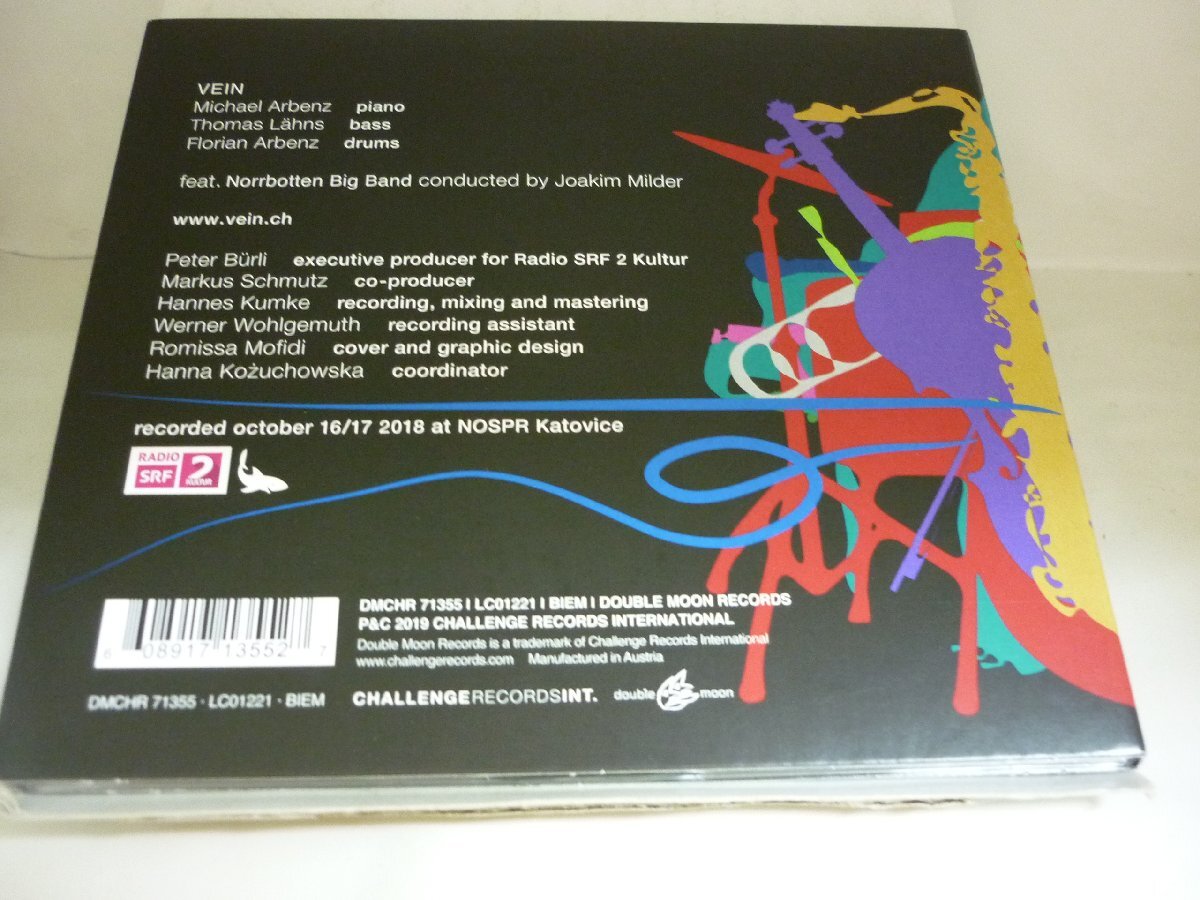 VEIN
Michael Arbenz piano
Thomas Lähns bass
Florian Arbenz drums
feat. Norrbotten Big Band conducted by Joakim Milder
www.vein.ch
Peter Bürli executive producer for Radio SRF 2 Kultur
Markus Schmutz co-producer
Hannes Kumke recording, mixing and mastering
Werner Wohlgemuth recording assistant
Romissa Mofidi cover and graphic design
Hanna Kożuchowska coordinator
recorded october 16/17 2018 at NOSPR Katovice
RADIO
SRF 2
KULTUR
DMCHR 71355 I LC01221 I BIEM I DOUBLE MOON RECORDS
P&C 2019 CHALLENGE RECORDS INTERNATIONAL
Double Moon Records is a trademark of Challenge Records International
www.challengerecords.com Manufactured in Austria
6 08917 13552 7
DMCHR 71355 · LC01221 · BIEM
CHALLENGERECORDSINT.
double moon